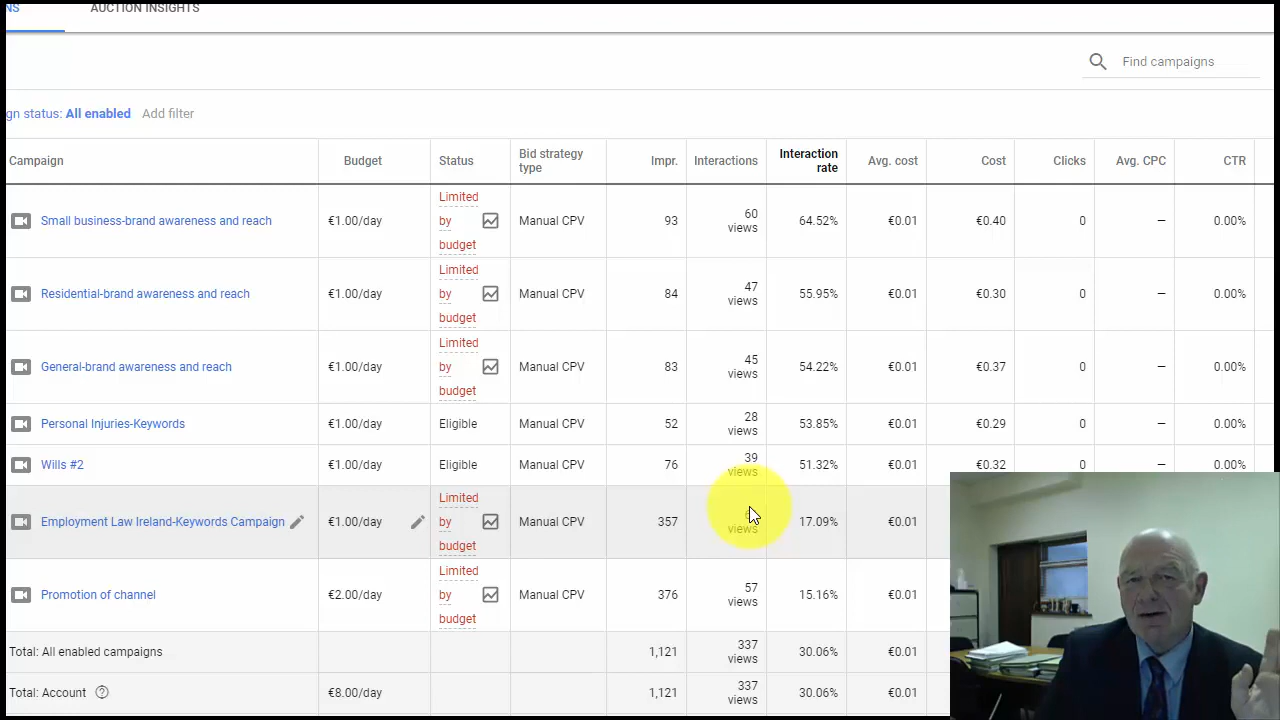 NS AUCTION INSIGHTS
Find campaigns
gn status: All enabled Add filter
Campaign Budget Status Bid strategy type Impr. Interactions Interaction rate Avg. cost Cost Clicks Avg. CPC CTR
Small business-brand awareness and reach €1.00/day Limited by budget Manual CPV 93 60 views 64.52% €0.01 €0.40 0 — 0.00%
Residential-brand awareness and reach €1.00/day Limited by budget Manual CPV 84 47 views 55.95% €0.01 €0.30 0 — 0.00%
General-brand awareness and reach €1.00/day Limited by budget Manual CPV 83 45 views 54.22% €0.01 €0.37 0 — 0.00%
Personal Injuries-Keywords €1.00/day Eligible Manual CPV 52 28 views 53.85% €0.01 €0.29 0 — 0.00%
Wills #2 €1.00/day Eligible Manual CPV 76 39 views 51.32% €0.01 €0.32 0 — 0.00%
Employment Law Ireland-Keywords Campaign €1.00/day Limited by budget Manual CPV 357 views 17.09% €0.01
Promotion of channel €2.00/day Limited by budget Manual CPV 376 57 views 15.16% €0.01
Total: All enabled campaigns 1,121 337 views 30.06% €0.01
Total: Account €8.00/day 1,121 337 views 30.06% €0.01